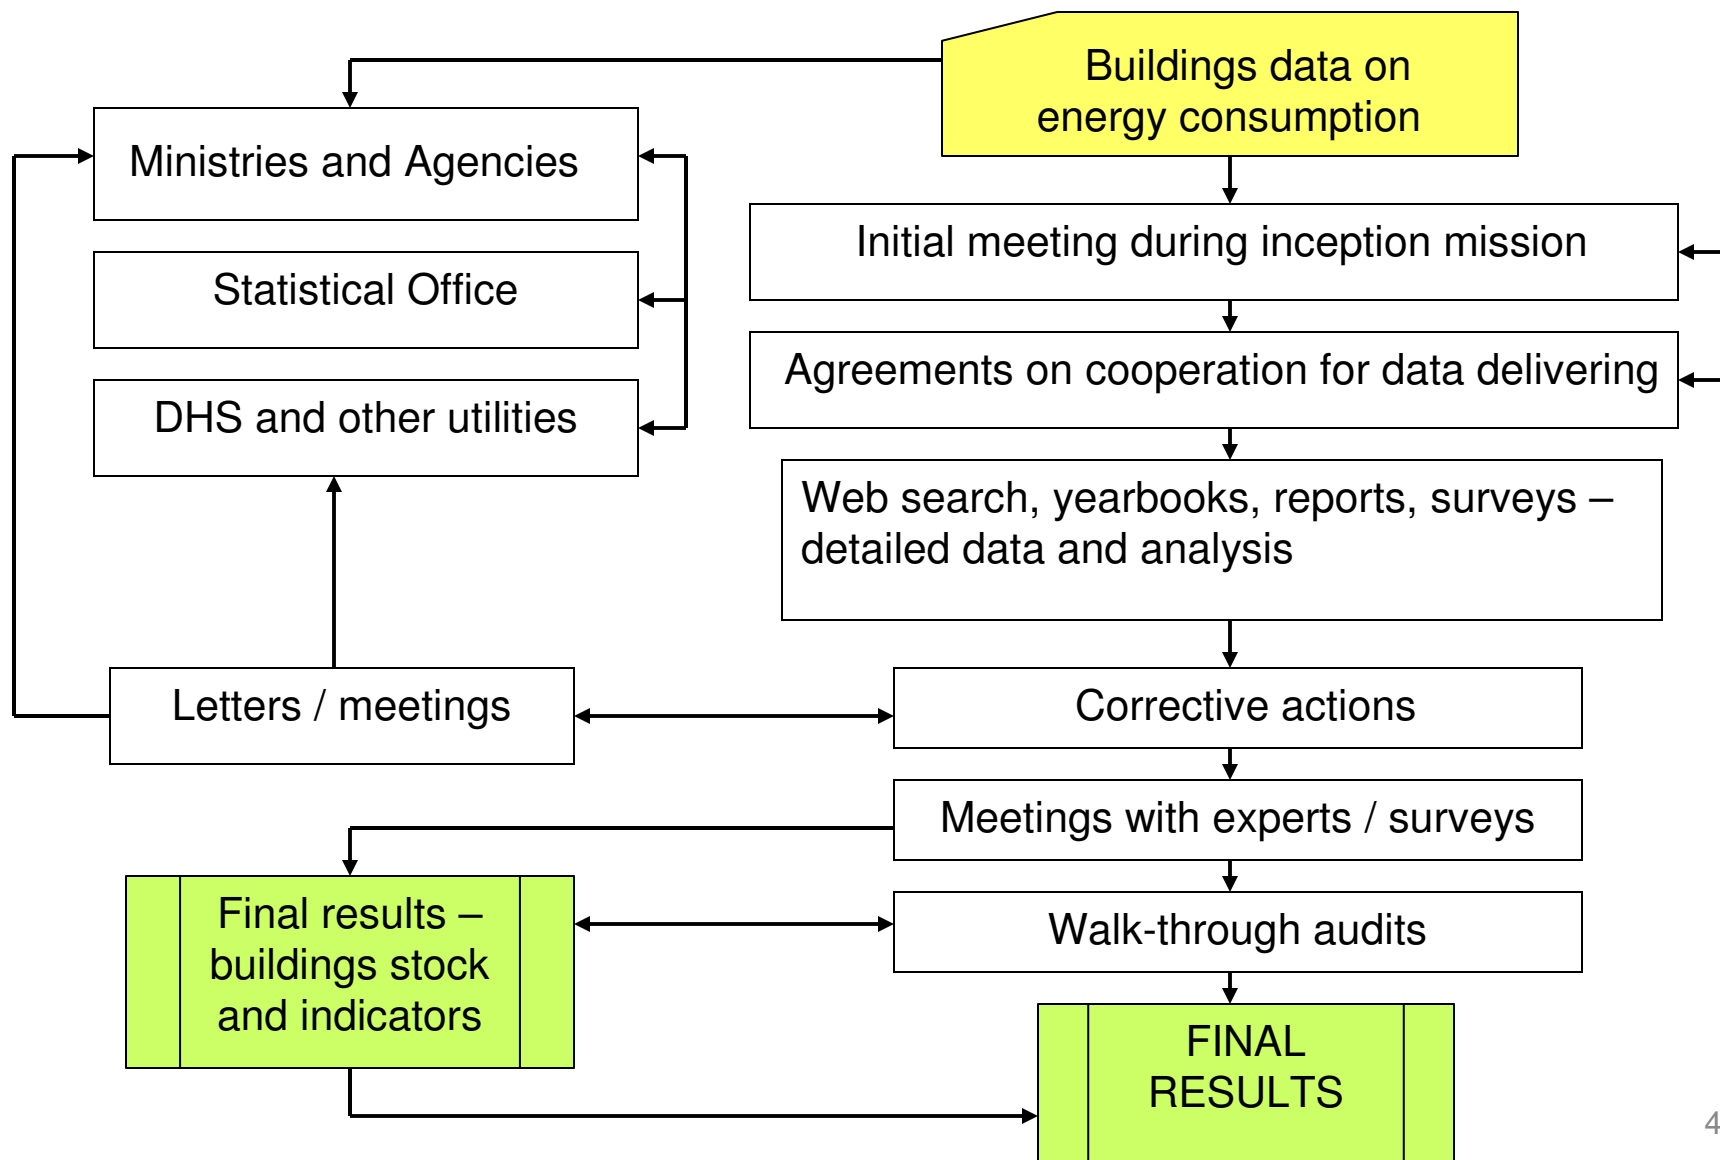 Buildings data on
energy consumption
Ministries and Agencies
Initial meeting during inception mission
Statistical Office
Agreements on cooperation for data delivering
DHS and other utilities
Web search, yearbooks, reports, surveys –
detailed data and analysis
Letters / meetings
Corrective actions
Meetings with experts / surveys
Final results –
buildings stock
and indicators
Walk-through audits
FINAL
RESULTS
4